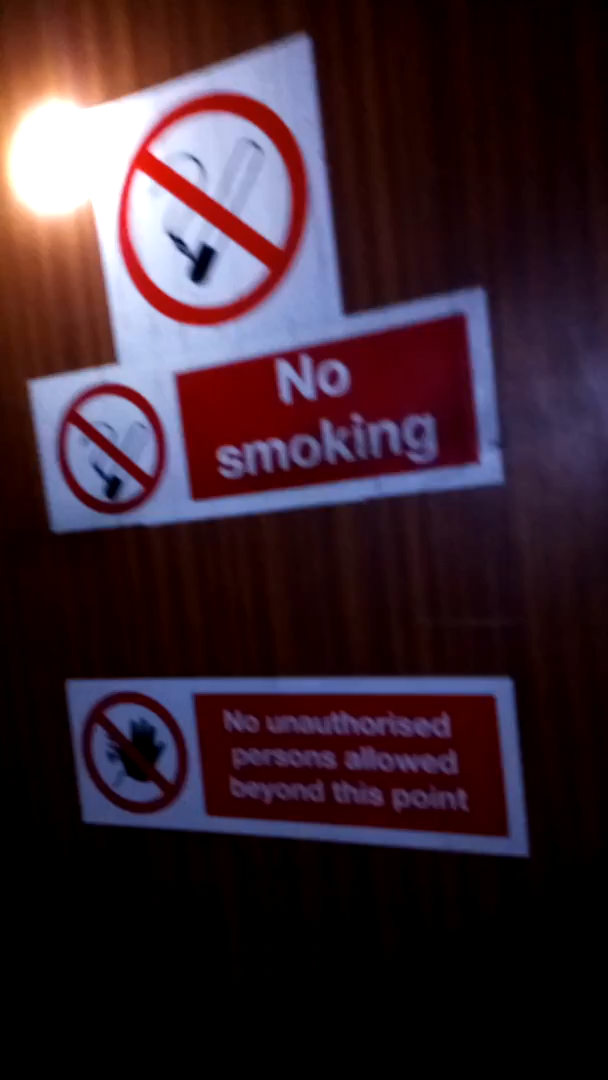 No
smoking
No unauthorised
persons allowed
beyond this point